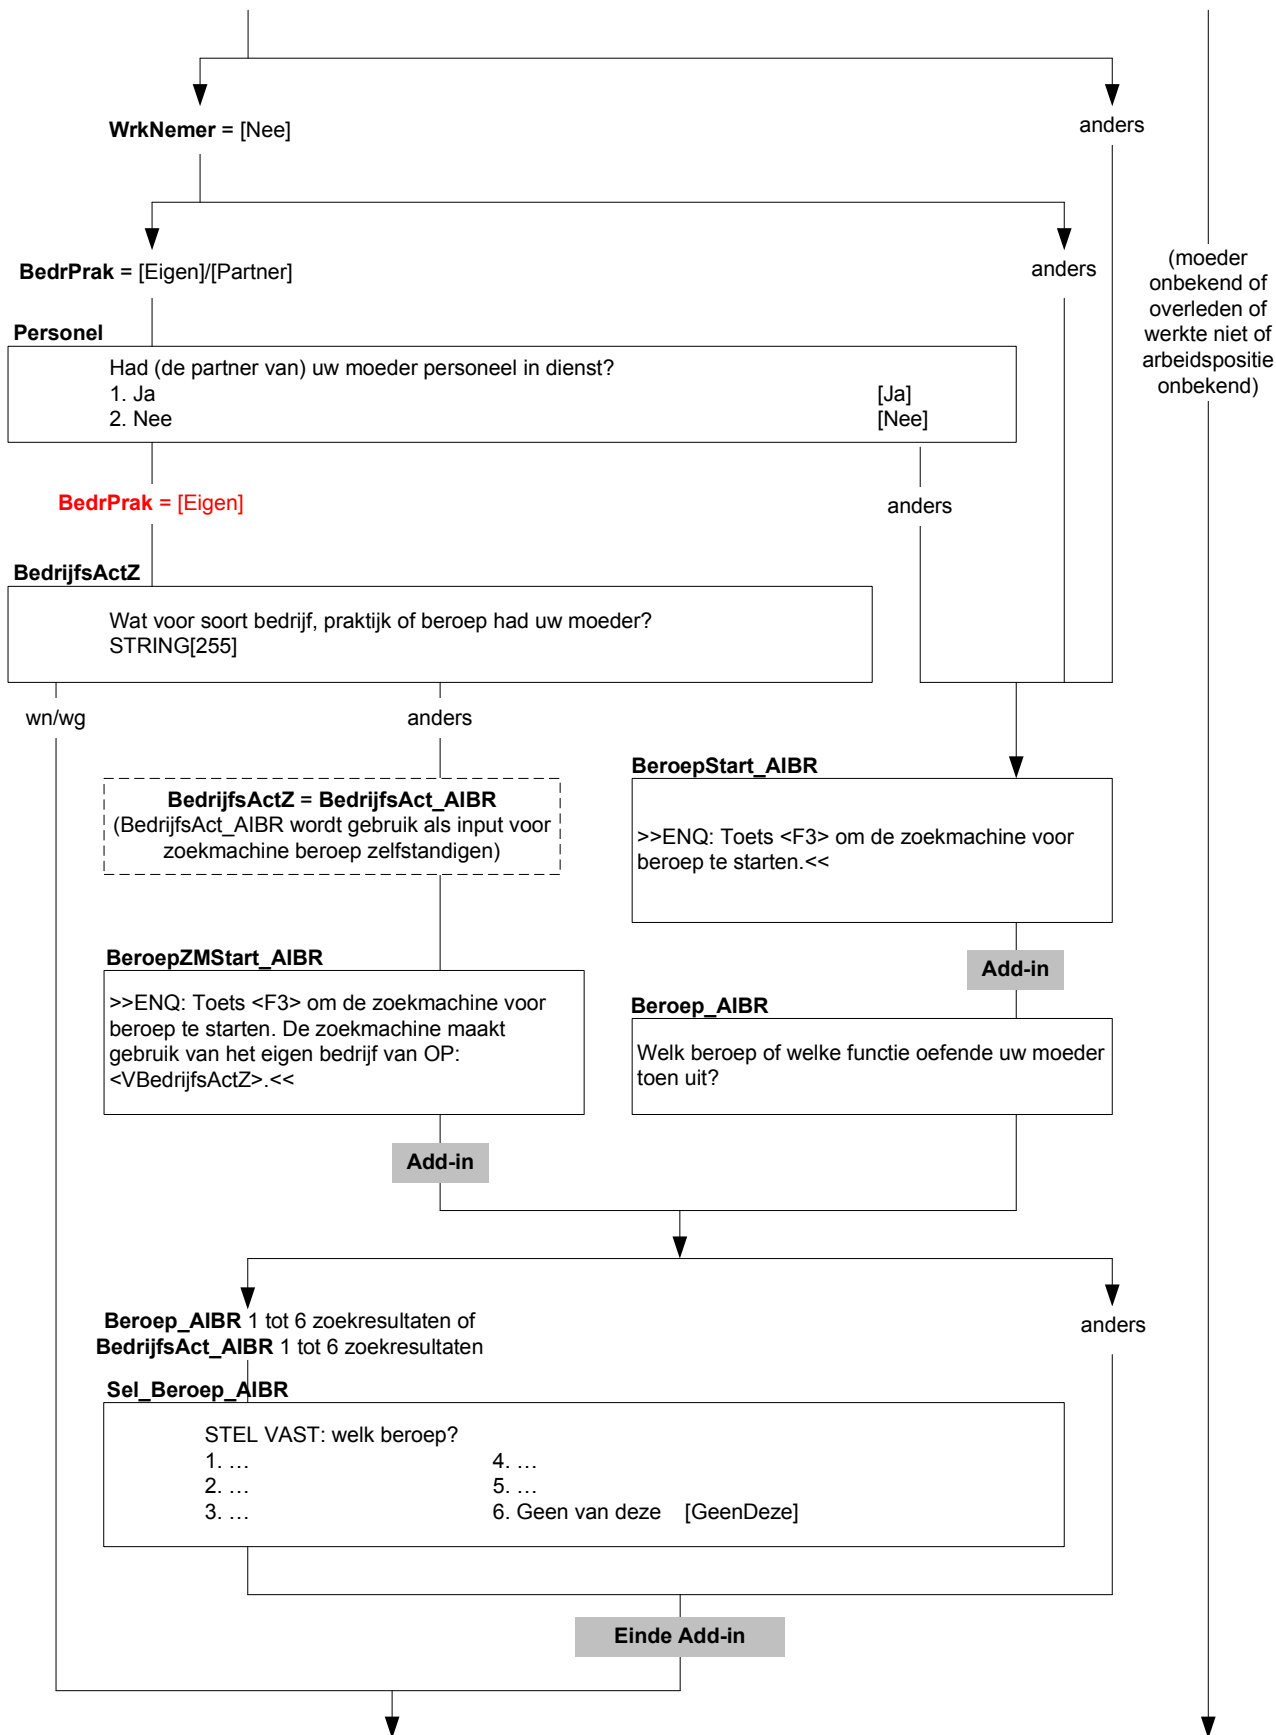 WrkNemer = [Nee]
anders
BedrPrak = [Eigen]/[Partner]
anders
(moeder
onbekend of
overleden of
werkte niet of
arbeidspositie
onbekend)
Personel
Had (de partner van) uw moeder personeel in dienst?
1. Ja [Ja]
2. Nee [Nee]
BedrPrak = [Eigen]
anders
BedrijfsActZ
Wat voor soort bedrijf, praktijk of beroep had uw moeder?
STRING[255]
wn/wg
anders
BedrijfsActZ = BedrijfsAct_AIBR
(BedrijfsAct_AIBR wordt gebruik als input voor
zoekmachine beroep zelfstandigen)
BeroepStart_AIBR
>>ENQ: Toets <F3> om de zoekmachine voor
beroep te starten.<<
BeroepZMStart_AIBR
>>ENQ: Toets <F3> om de zoekmachine voor
beroep te starten. De zoekmachine maakt
gebruik van het eigen bedrijf van OP:
<VBedrijfsActZ>.<<
Add-in
Beroep_AIBR
Welk beroep of welke functie oefende uw moeder
toen uit?
Add-in
Beroep_AIBR 1 tot 6 zoekresultaten of
BedrijfsAct_AIBR 1 tot 6 zoekresultaten
anders
Sel_Beroep_AIBR
STEL VAST: welk beroep?
1. … 4. …
2. … 5. …
3. … 6. Geen van deze [GeenDeze]
Einde Add-in